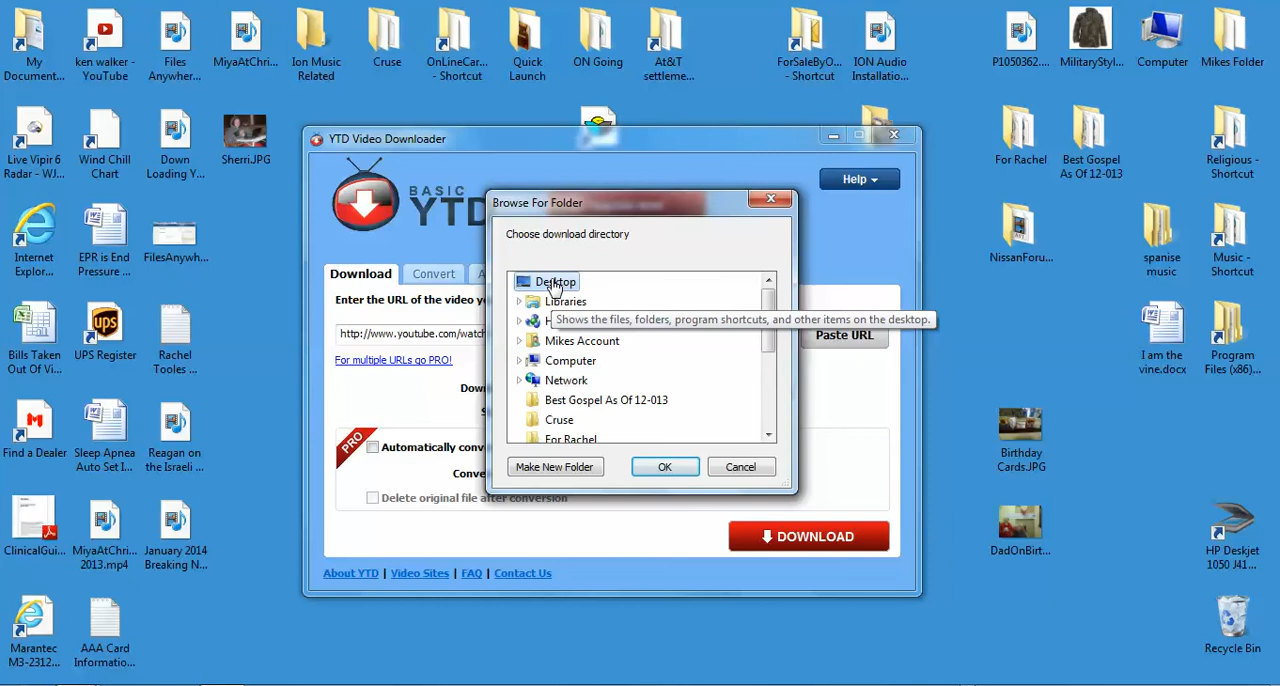 My
Docum​ent...
ken walker -
YouTube
Files
Anywher...
MiyaAtChri...
Ion Music
Related
Cruse
OnLineCar...
- Shortcut
Quick
Launch
ON Going
At&T
settleme...
ForSaleByO...
- Shortcut
ION Audio
Installatio...
P1050362....
MilitaryStyl...
Computer
Mikes Folder
Live Vipir 6
Radar - WJ...
Wind Chill
Chart
Down
Loading Y...
Sherri.JPG
For Rachel
Best Gospel
As Of 12-013
Religious -
Shortcut
Internet
Explor...
EPR is End
Pressure ...
FilesAnywh...
NissanForu...
spanise
music
Music -
Shortcut
Bills Taken
Out Of Vi...
UPS Register
Rachel
Tooles ...
I am the
vine.docx
Program
Files (x86)...
Find a Dealer
Sleep Apnea
Auto Set I...
Reagan on
the Israeli ...
Birthday
Cards.JPG
ClinicalGui...
MiyaAtChri...
2013.mp4
January 2014
Breaking N...
DadOnBirt...
HP Deskjet
1050 J41...
Marantec
M3-2312...
AAA Card
Informatio...
Recycle Bin
YTD Video Downloader
BASIC
YTD
Help
Download
Convert
Enter the URL of the video yo
http://www.youtube.com/watch
Paste URL
For multiple URLs go PRO!
Down
PRO
Automatically conve
Conve
Delete original file after conversion
DOWNLOAD
About YTD | Video Sites | FAQ | Contact Us
Browse For Folder
Choose download directory
Desktop
Libraries
H
Shows the files, folders, program shortcuts, and other items on the desktop.
Mikes Account
Computer
Network
Best Gospel As Of 12-013
Cruse
For Rachel
Make New Folder
OK
Cancel